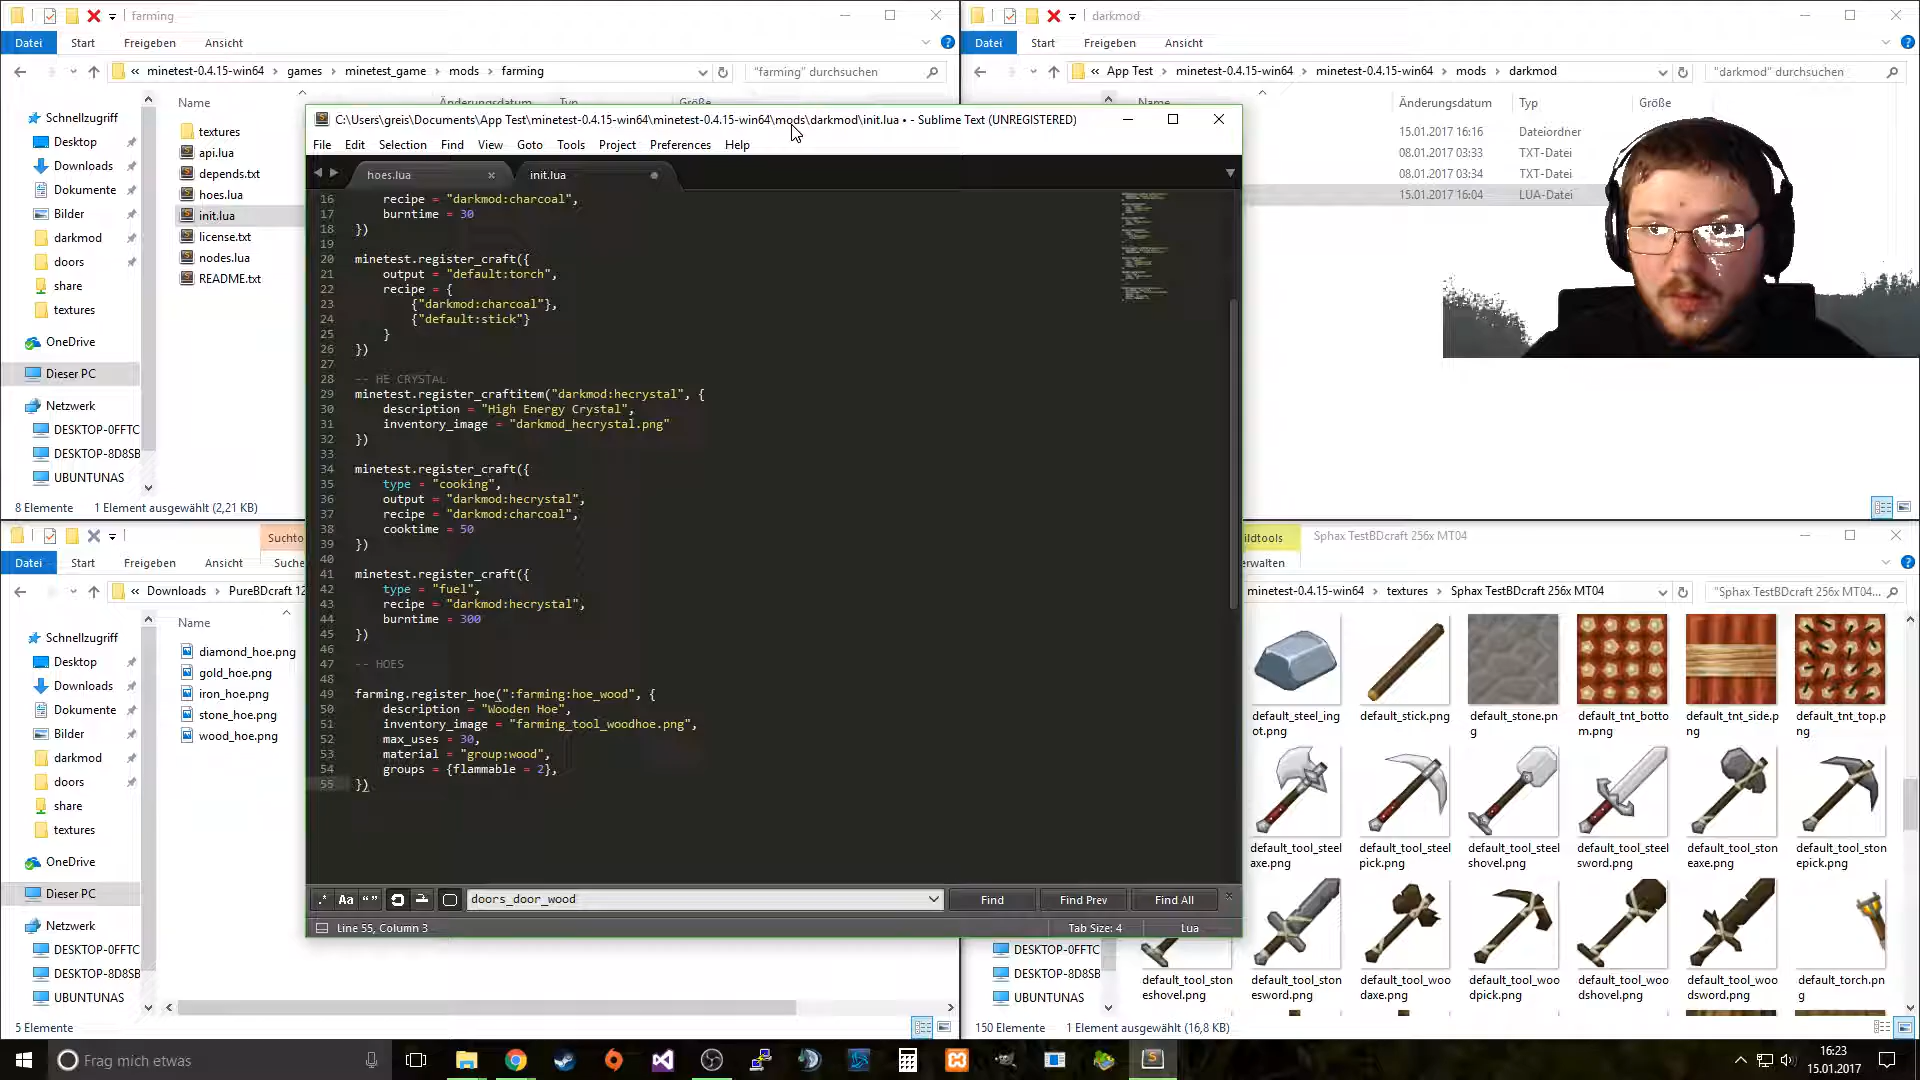 farming
Datei Start Freigeben Ansicht
« minetest-0.4.15-win64 › games › minetest_game › mods › farming
"farming" durchsuchen
Name Änderungsdatum Typ Größe
Schnellzugriff
Desktop
Downloads
Dokumente
Bilder
darkmod
doors
share
textures
OneDrive
Dieser PC
Netzwerk
DESKTOP-0FFTC
DESKTOP-8D8SB
UBUNTUNAS
textures
api.lua
depends.txt
hoes.lua
init.lua
license.txt
nodes.lua
README.txt
8 Elemente 1 Element ausgewählt (2,21 KB)
darkmod
Datei Start Freigeben Ansicht
« App Test › minetest-0.4.15-win64 › minetest-0.4.15-win64 › mods › darkmod
"darkmod" durchsuchen
Name Änderungsdatum Typ Größe
15.01.2017 16:16 Dateiordner
08.01.2017 03:33 TXT-Datei
08.01.2017 03:34 TXT-Datei
15.01.2017 16:04 LUA-Datei
C:\Users\greis\Documents\App Test\minetest-0.4.15-win64\minetest-0.4.15-win64\mods\darkmod\init.lua • - Sublime Text (UNREGISTERED)
File Edit Selection Find View Goto Tools Project Preferences Help
hoes.lua init.lua
16 recipe = "darkmod:charcoal",
17 burntime = 30
18 })
19
20 minetest.register_craft({
21 output = "default:torch",
22 recipe = {
23 {"darkmod:charcoal"},
24 {"default:stick"}
25 }
26 })
27
28 -- HE CRYSTAL
29 minetest.register_craftitem("darkmod:hecrystal", {
30 description = "High Energy Crystal",
31 inventory_image = "darkmod_hecrystal.png"
32 })
33
34 minetest.register_craft({
35 type = "cooking",
36 output = "darkmod:hecrystal",
37 recipe = "darkmod:charcoal",
38 cooktime = 50
39 })
40
41 minetest.register_craft({
42 type = "fuel",
43 recipe = "darkmod:hecrystal",
44 burntime = 300
45 })
46
47 -- HOES
48
49 farming.register_hoe(":farming:hoe_wood", {
50 description = "Wooden Hoe",
51 inventory_image = "farming_tool_woodhoe.png",
52 max_uses = 30,
53 material = "group:wood",
54 groups = {flammable = 2},
55 })
.* Aa “ ” doors_door_wood Find Find Prev Find All
Line 55, Column 3 Tab Size: 4 Lua
Suchto
Datei Start Freigeben Ansicht Suche
« Downloads › PureBDcraft 12
Name
Schnellzugriff
Desktop
Downloads
Dokumente
Bilder
darkmod
doors
share
textures
OneDrive
Dieser PC
Netzwerk
DESKTOP-0FFTC
DESKTOP-8D8SB
UBUNTUNAS
diamond_hoe.png
gold_hoe.png
iron_hoe.png
stone_hoe.png
wood_hoe.png
5 Elemente
ildtools Sphax TestBDcraft 256x MT04
erwalten
minetest-0.4.15-win64 › textures › Sphax TestBDcraft 256x MT04
"Sphax TestBDcraft 256x MT04...
default_steel_ingot.png default_stick.png default_stone.png default_tnt_bottom.png default_tnt_side.png default_tnt_top.png
default_tool_steelaxe.png default_tool_steelpick.png default_tool_steelshovel.png default_tool_steelsword.png default_tool_stoneaxe.png default_tool_stonepick.png
DESKTOP-0FFTC
DESKTOP-8D8SB
UBUNTUNAS
default_tool_stoneshovel.png default_tool_stonesword.png default_tool_woodaxe.png default_tool_woodpick.png default_tool_woodshovel.png default_tool_woodsword.png default_torch.png
150 Elemente 1 Element ausgewählt (16,8 KB)
Frag mich etwas
16:23
15.01.2017